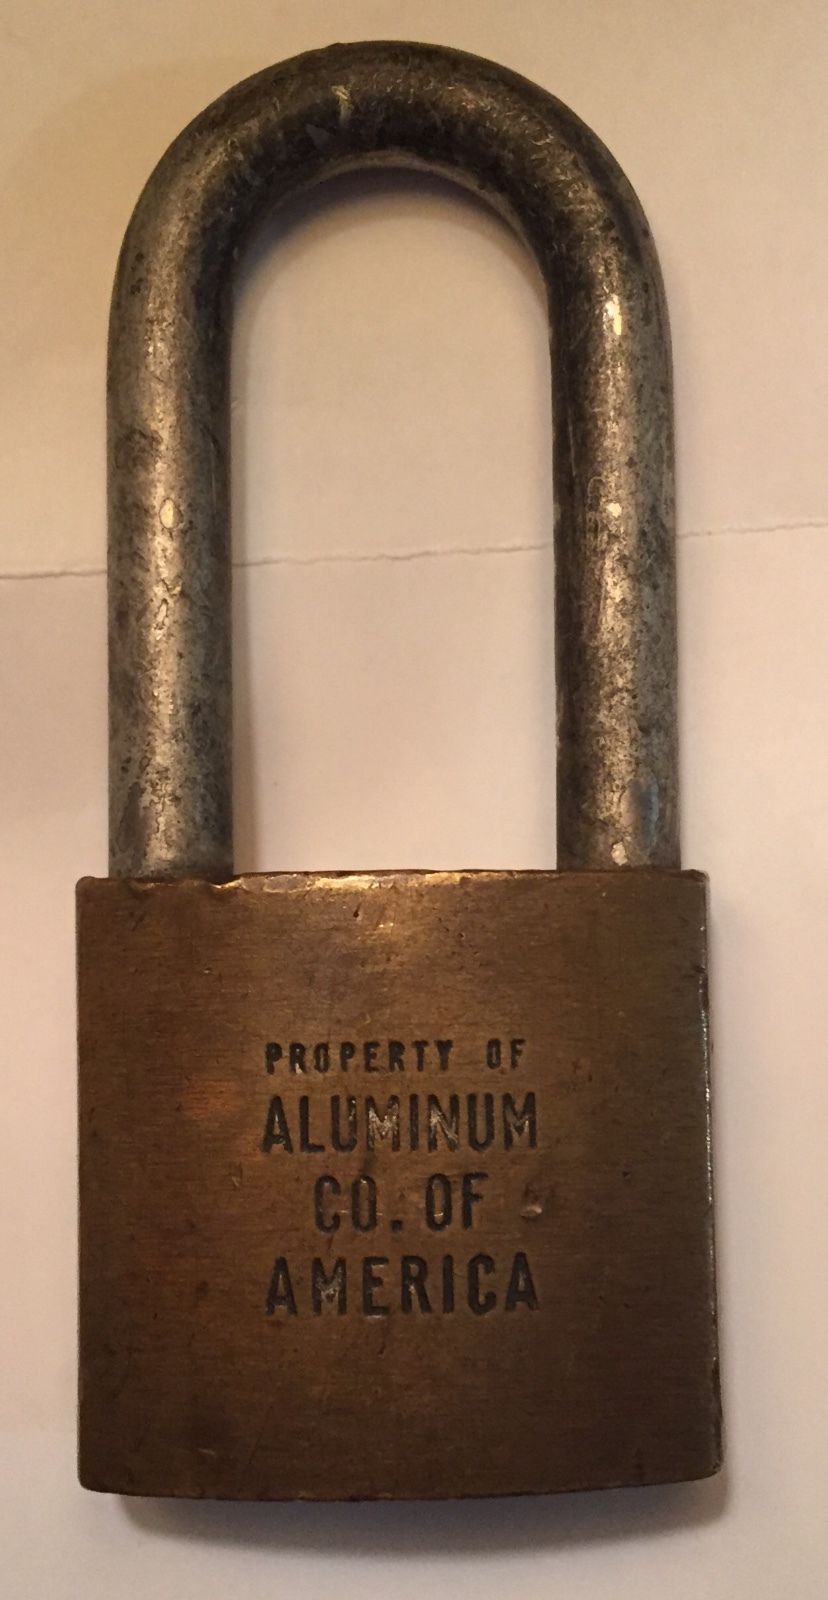 PROPERTY OF
ALUMINUM
CO. OF
AMERICA